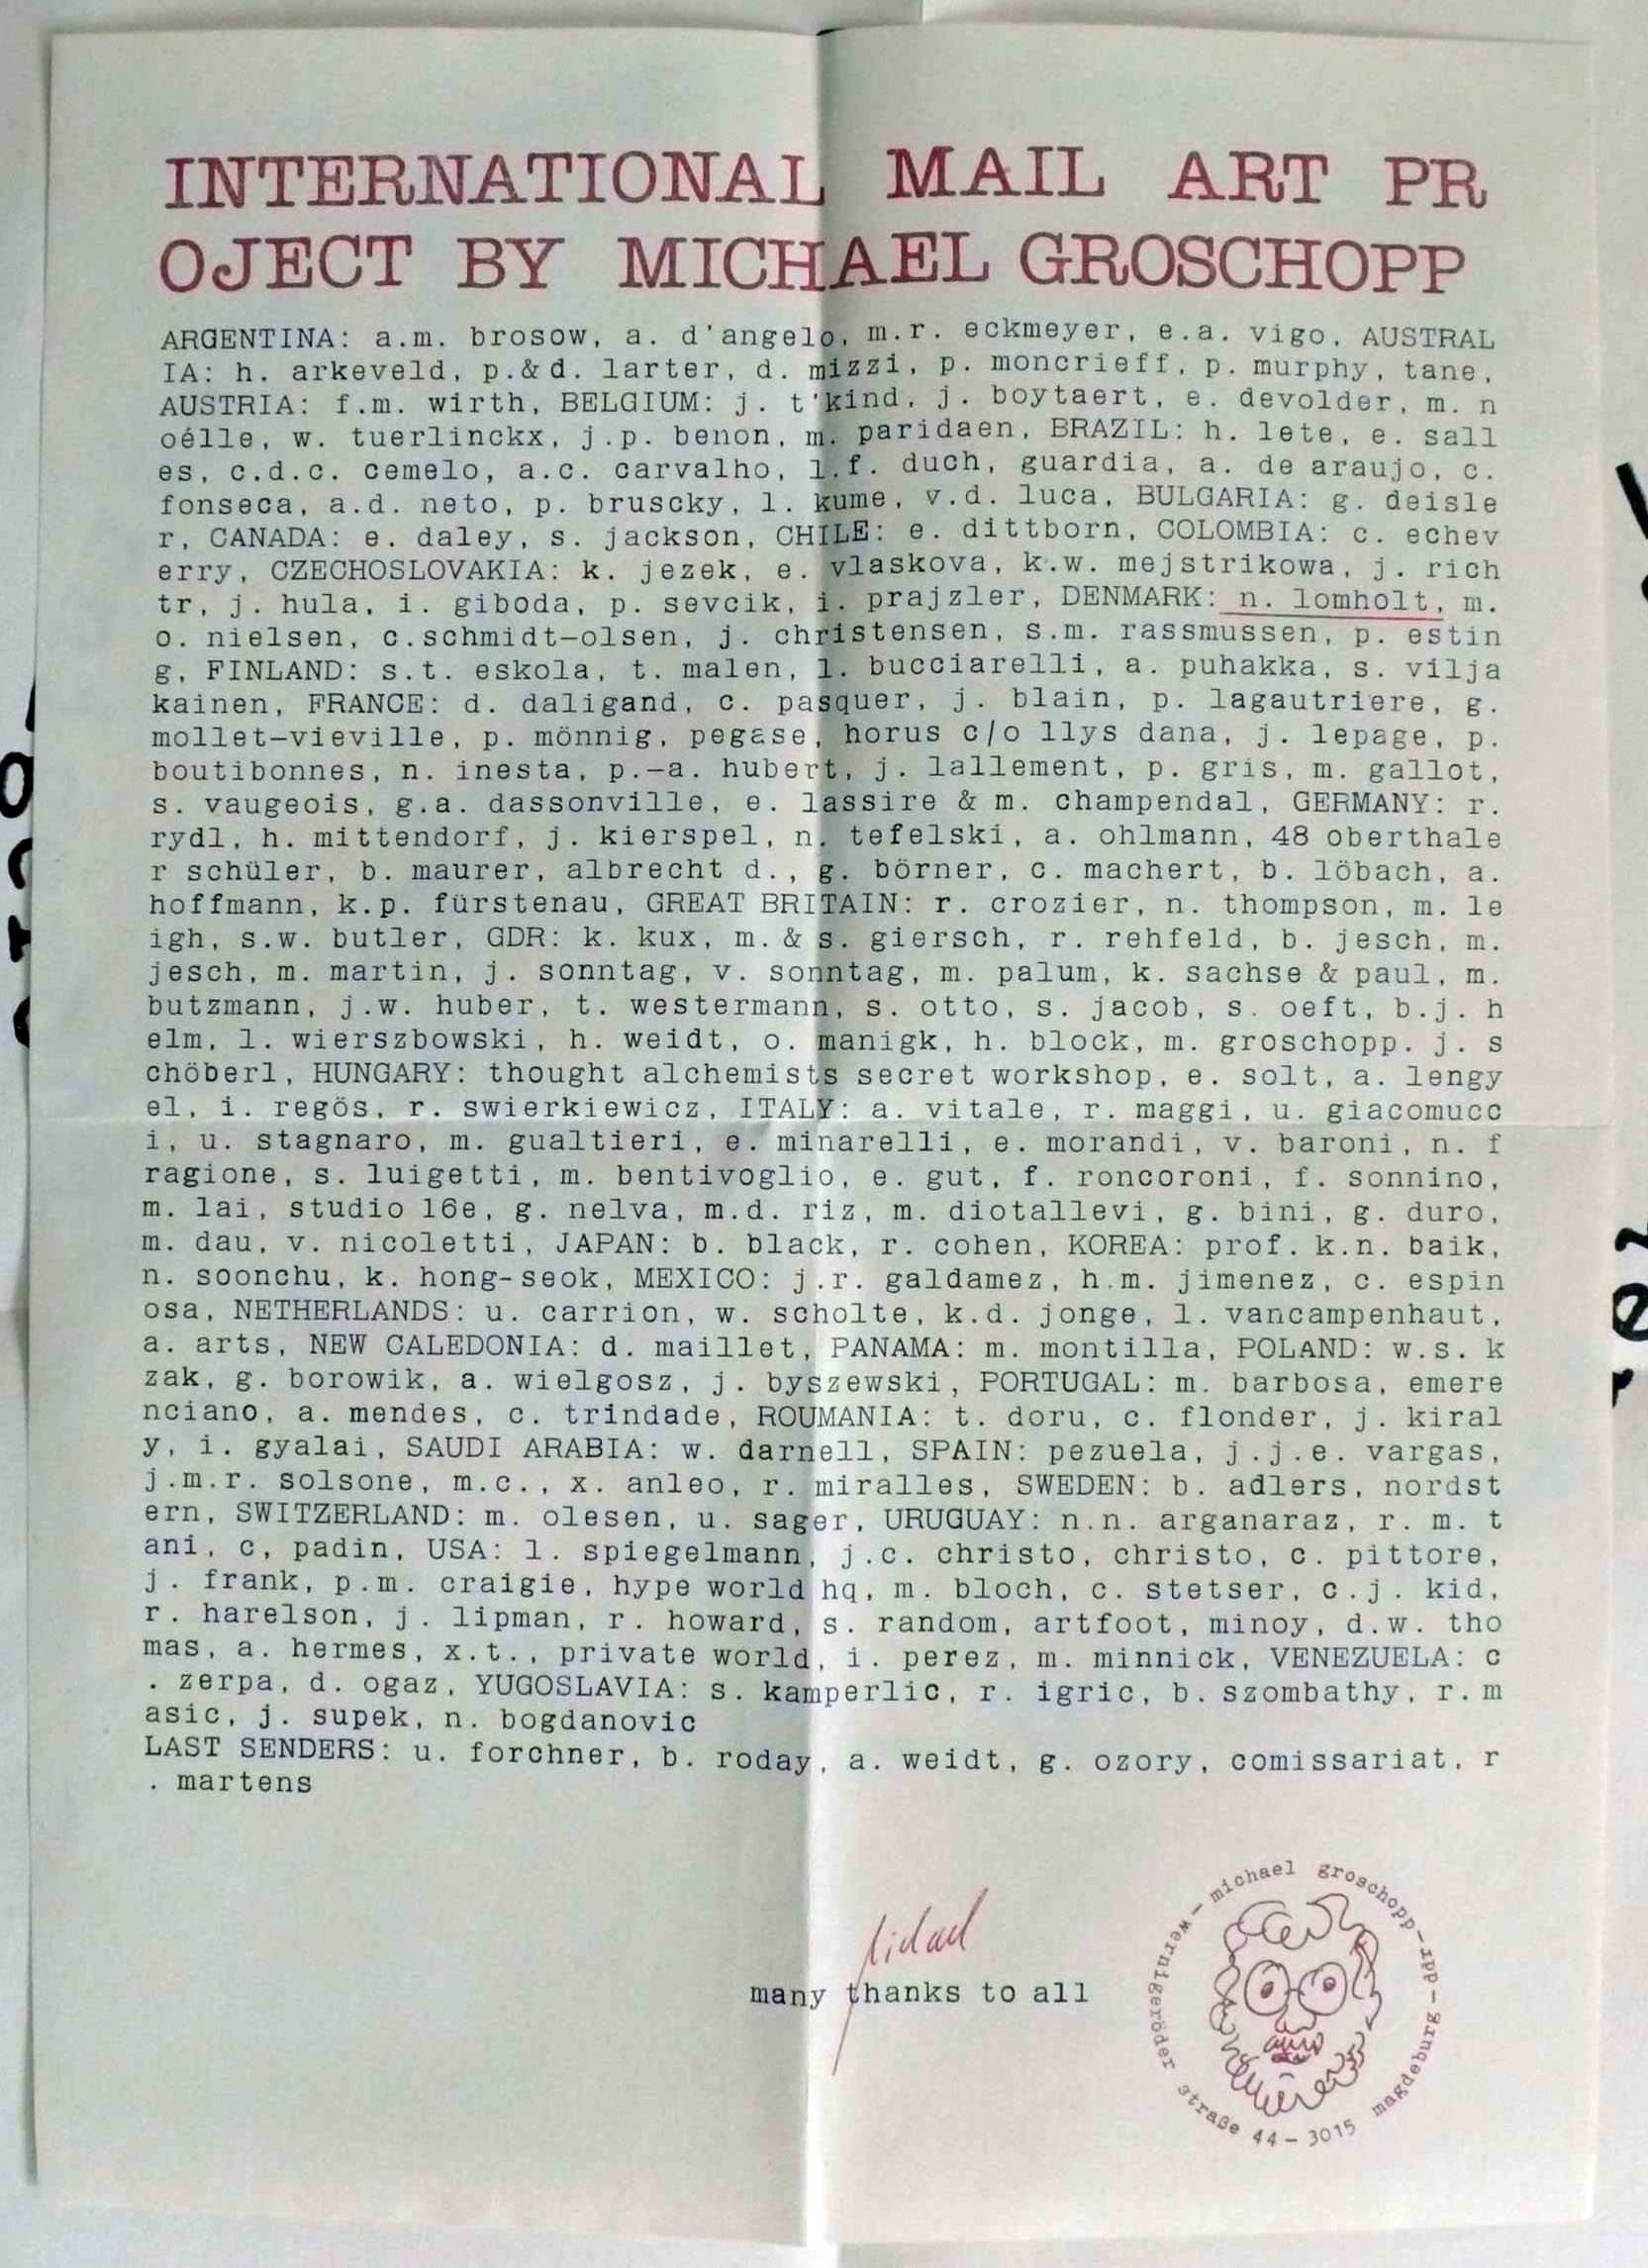 INTERNATIONAL MAIL ART PR
OJECT BY MICHAEL GROSCHOPP
ARGENTINA: a.m. brosow, a. d'angelo, m.r. eckmeyer, e.a. vigo, AUSTRAL
IA: h. arkeveld, p.& d. larter, d. mizzi, p. moncrieff, p. murphy, tane,
AUSTRIA: f.m. wirth, BELGIUM: j. t'kind, j. boytaert, e. devolder, m. n
oélle, w. tuerlinckx, j.p. benon, m. paridaen, BRAZIL: h. lete, e. sall
es, c.d.c. cemelo, a.c. carvalho, l.f. duch, guardia, a. de araujo, c.
fonseca, a.d. neto, p. bruscky, l. kume, v.d. luca, BULGARIA: g. deisle
r, CANADA: e. daley, s. jackson, CHILE: e. dittborn, COLOMBIA: c. echev
erry, CZECHOSLOVAKIA: k. jezek, e. vlaskova, k.w. mejstrikowa, j. rich
tr, j. hula, i. giboda, p. sevcik, i. prajzler, DENMARK: n. lomholt, m.
o. nielsen, c.schmidt-olsen, j. christensen, s.m. rassmussen, p. estin
g, FINLAND: s.t. eskola, t. malen, l. bucciarelli, a. puhakka, s. vilja
kainen, FRANCE: d. daligand, c. pasquer, j. blain, p. lagautriere, g.
mollet-vieville, p. mönnig, pegase, horus c/o llys dana, j. lepage, p.
boutibonnes, n. inesta, p.-a. hubert, j. lallement, p. gris, m. gallot,
s. vaugeois, g.a. dassonville, e. lassire & m. champendal, GERMANY: r.
rydl, h. mittendorf, j. kierspel, n. tefelski, a. ohlmann, 48 oberthale
r schüler, b. maurer, albrecht d., g. börner, c. machert, b. löbach, a.
hoffmann, k.p. fürstenau, GREAT BRITAIN: r. crozier, n. thompson, m. le
igh, s.w. butler, GDR: k. kux, m. & s. giersch, r. rehfeld, b. jesch, m.
jesch, m. martin, j. sonntag, v. sonntag, m. palum, k. sachse & paul, m.
butzmann, j.w. huber, t. westermann, s. otto, s. jacob, s. oeft, b.j. h
elm, l. wierszbowski, h. weidt, o. manigk, h. block, m. groschopp. j. s
chöberl, HUNGARY: thought alchemists secret workshop, e. solt, a. lengy
el, i. regös, r. swierkiewicz, ITALY: a. vitale, r. maggi, u. giacomucc
i, u. stagnaro, m. gualtieri, e. minarelli, e. morandi, v. baroni, n. f
ragione, s. luigetti, m. bentivoglio, e. gut, f. roncoroni, f. sonnino,
m. lai, studio 16e, g. nelva, m.d. riz, m. diotallevi, g. bini, g. duro,
m. dau, v. nicoletti, JAPAN: b. black, r. cohen, KOREA: prof. k.n. baik,
n. soonchu, k. hong-seok, MEXICO: j.r. galdamez, h.m. jimenez, c. espin
osa, NETHERLANDS: u. carrion, w. scholte, k.d. jonge, l. vancampenhaut,
a. arts, NEW CALEDONIA: d. maillet, PANAMA: m. montilla, POLAND: w.s. k
zak, g. borowik, a. wielgosz, j. byszewski, PORTUGAL: m. barbosa, emere
nciano, a. mendes, c. trindade, ROUMANIA: t. doru, c. flonder, j. kiral
y, i. gyalai, SAUDI ARABIA: w. darnell, SPAIN: pezuela, j.j.e. vargas,
j.m.r. solsone, m.c., x. anleo, r. miralles, SWEDEN: b. adlers, nordst
ern, SWITZERLAND: m. olesen, u. sager, URUGUAY: n.n. arganaraz, r. m. t
ani, c, padin, USA: l. spiegelmann, j.c. christo, christo, c. pittore,
j. frank, p.m. craigie, hype world hq, m. bloch, c. stetser, c.j. kid,
r. harelson, j. lipman, r. howard, s. random, artfoot, minoy, d.w. tho
mas, a. hermes, x.t., private world, i. perez, m. minnick, VENEZUELA: c
. zerpa, d. ogaz, YUGOSLAVIA: s. kamperlic, r. igric, b. szombathy, r.m
asic, j. supek, n. bogdanovic
LAST SENDERS: u. forchner, b. roday, a. weidt, g. ozory, comissariat, r
. martens
michael
many thanks to all
michael groschopp - ddr - magdeburg 3015 - wernigeröder straße 44 -